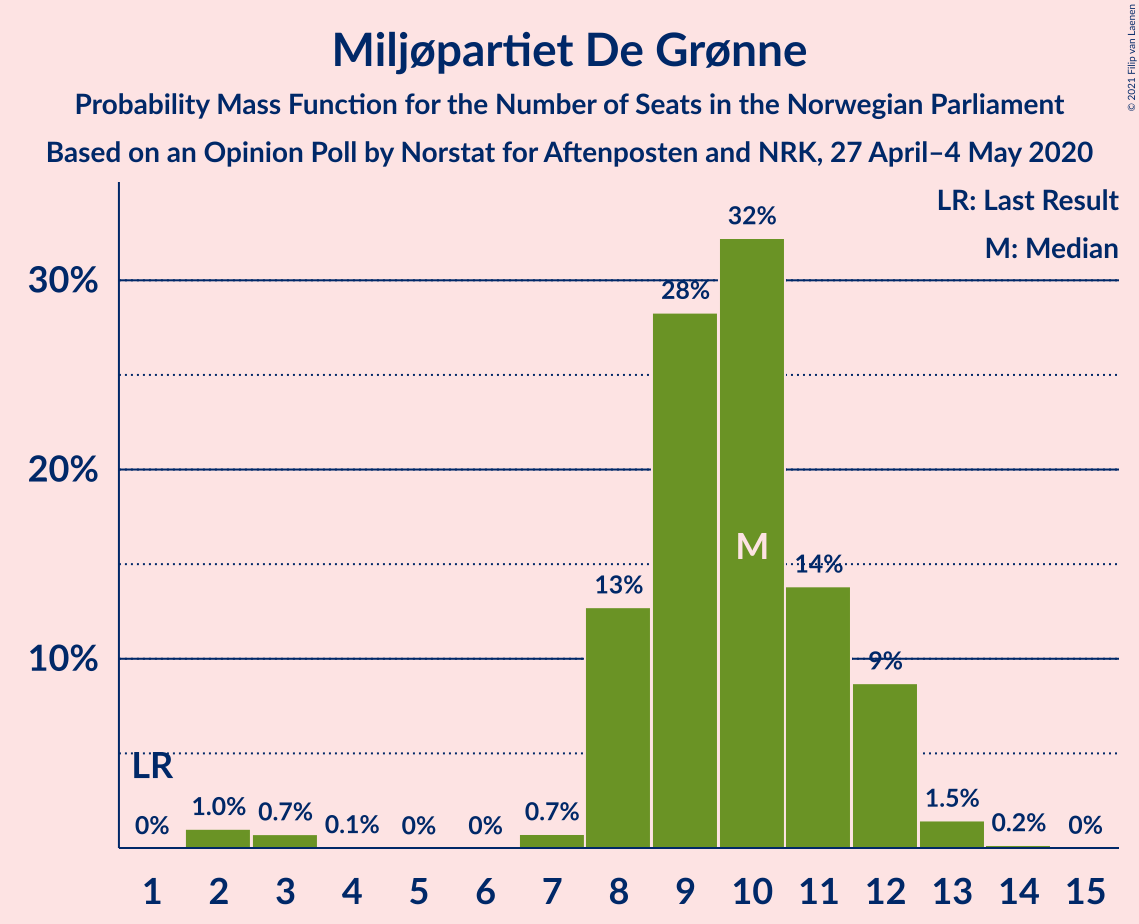 Miljøpartiet De Grønne
Probability Mass Function for the Number of Seats in the Norwegian Parliament
Based on an Opinion Poll by Norstat for Aftenposten and NRK, 27 April–4 May 2020
© 2021 Filip van Laenen
LR: Last Result
M: Median
30%
20%
10%
LR
0%
1.0%
0.7%
0.1%
0%
0%
0.7%
13%
28%
32%
M
14%
9%
1.5%
0.2%
0%
1 2 3 4 5 6 7 8 9 10 11 12 13 14 15